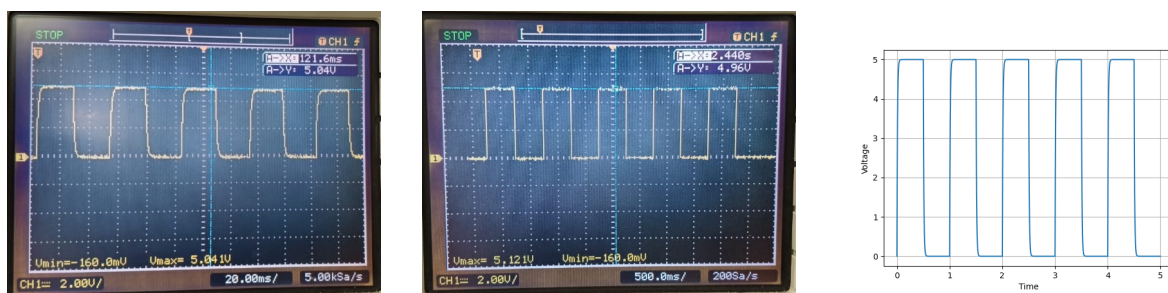 STOP
T
T CH1
A->X: 121.6ms
A->Y: 5.04V
T
1
Vmin=-160.0mV Vmax= 5.041V
CH1 2.00V/ 20.00ms/ 5.00kSa/s
STOP
T
T CH1
A->X: 2.440s
A->Y: 4.96V
T
1
Vmax= 5.121V Vmin=-160.0mV
CH1 2.00V/ 500.0ms/ 200Sa/s
5
4
3
2
1
0
Voltage
0 1 2 3 4 5
Time